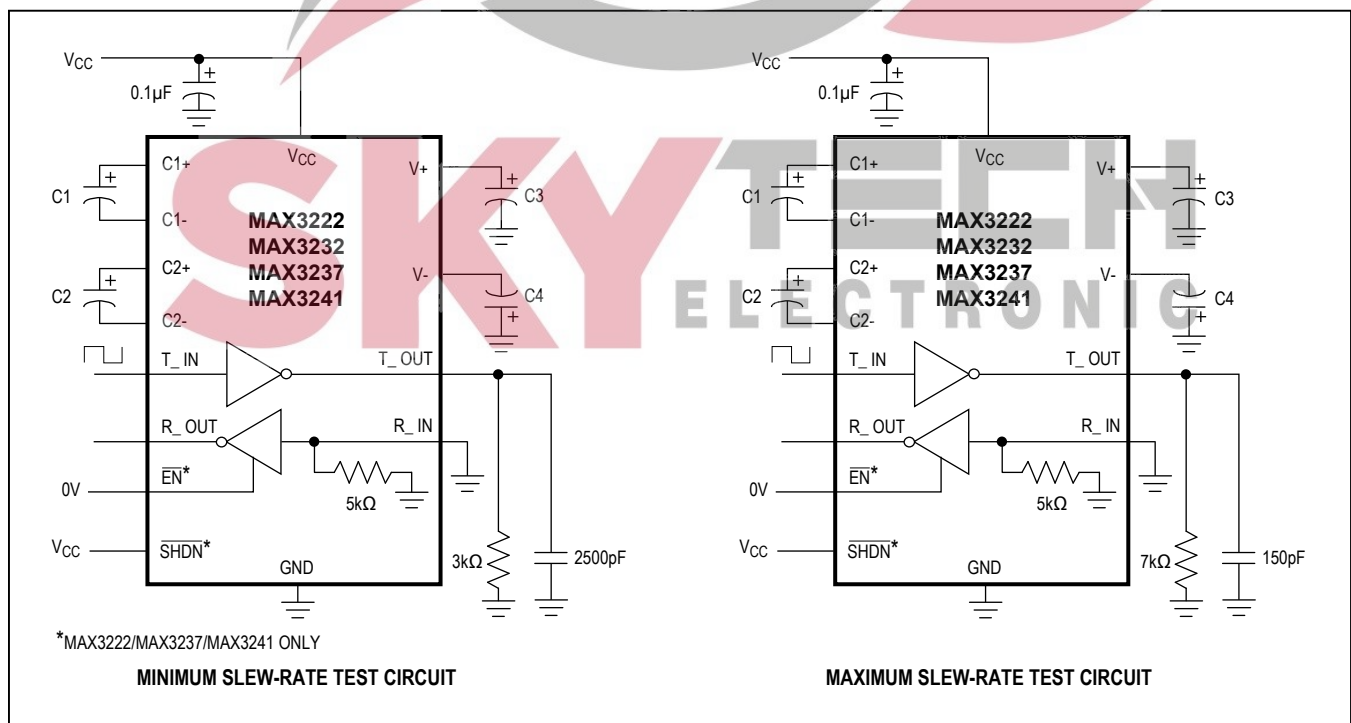 VCC
0.1µF
+
VCC
C1+
C1
+
C1-
C2+
C2
+
C2-
V+
+
C3
V-
C4
+
MAX3222
MAX3232
MAX3237
MAX3241
T_ IN
T_ OUT
R_ OUT
R_ IN
EN*
0V
5kΩ
VCC
SHDN*
GND
3kΩ
2500pF
*MAX3222/MAX3237/MAX3241 ONLY
MINIMUM SLEW-RATE TEST CIRCUIT
VCC
0.1µF
+
VCC
C1+
C1
+
C1-
C2+
C2
+
C2-
V+
+
C3
V-
C4
+
MAX3222
MAX3232
MAX3237
MAX3241
T_ IN
T_ OUT
R_ OUT
R_ IN
EN*
0V
5kΩ
VCC
SHDN*
GND
7kΩ
150pF
MAXIMUM SLEW-RATE TEST CIRCUIT
SKYTECH
ELECTRONIC